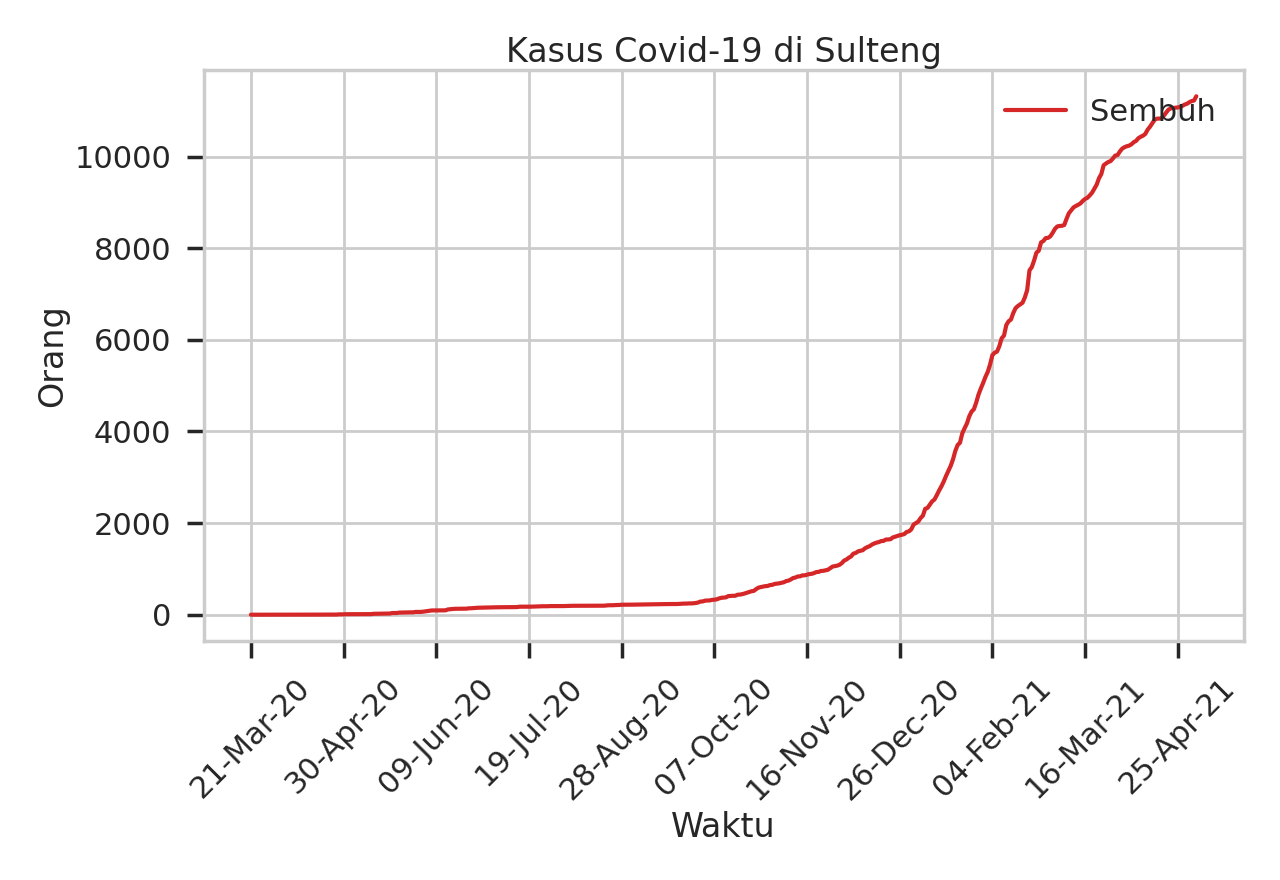 Kasus Covid-19 di Sulteng
Sembuh
Orang
10000
8000
6000
4000
2000
0
21-Mar-20
30-Apr-20
09-Jun-20
19-Jul-20
28-Aug-20
07-Oct-20
16-Nov-20
26-Dec-20
04-Feb-21
16-Mar-21
25-Apr-21
Waktu